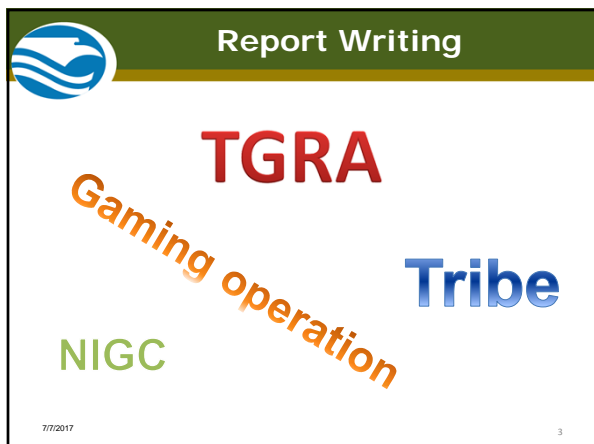 Report Writing
TGRA
Gaming operation
Tribe
NIGC
7/7/2017
3